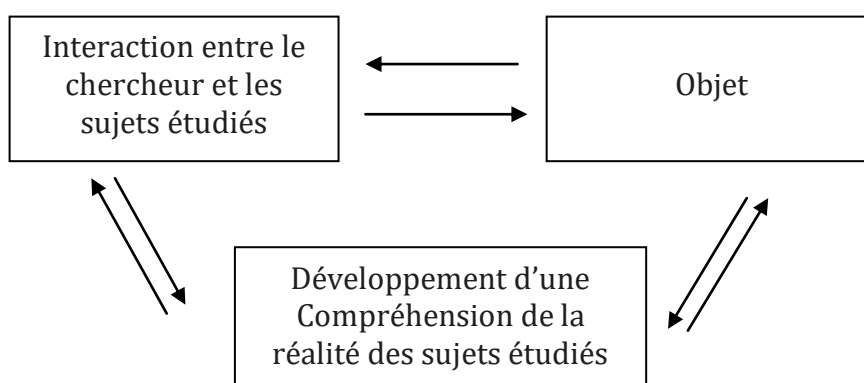 Interaction entre le
chercheur et les
sujets étudiés
Objet
Développement d’une
Compréhension de la
réalité des sujets étudiés